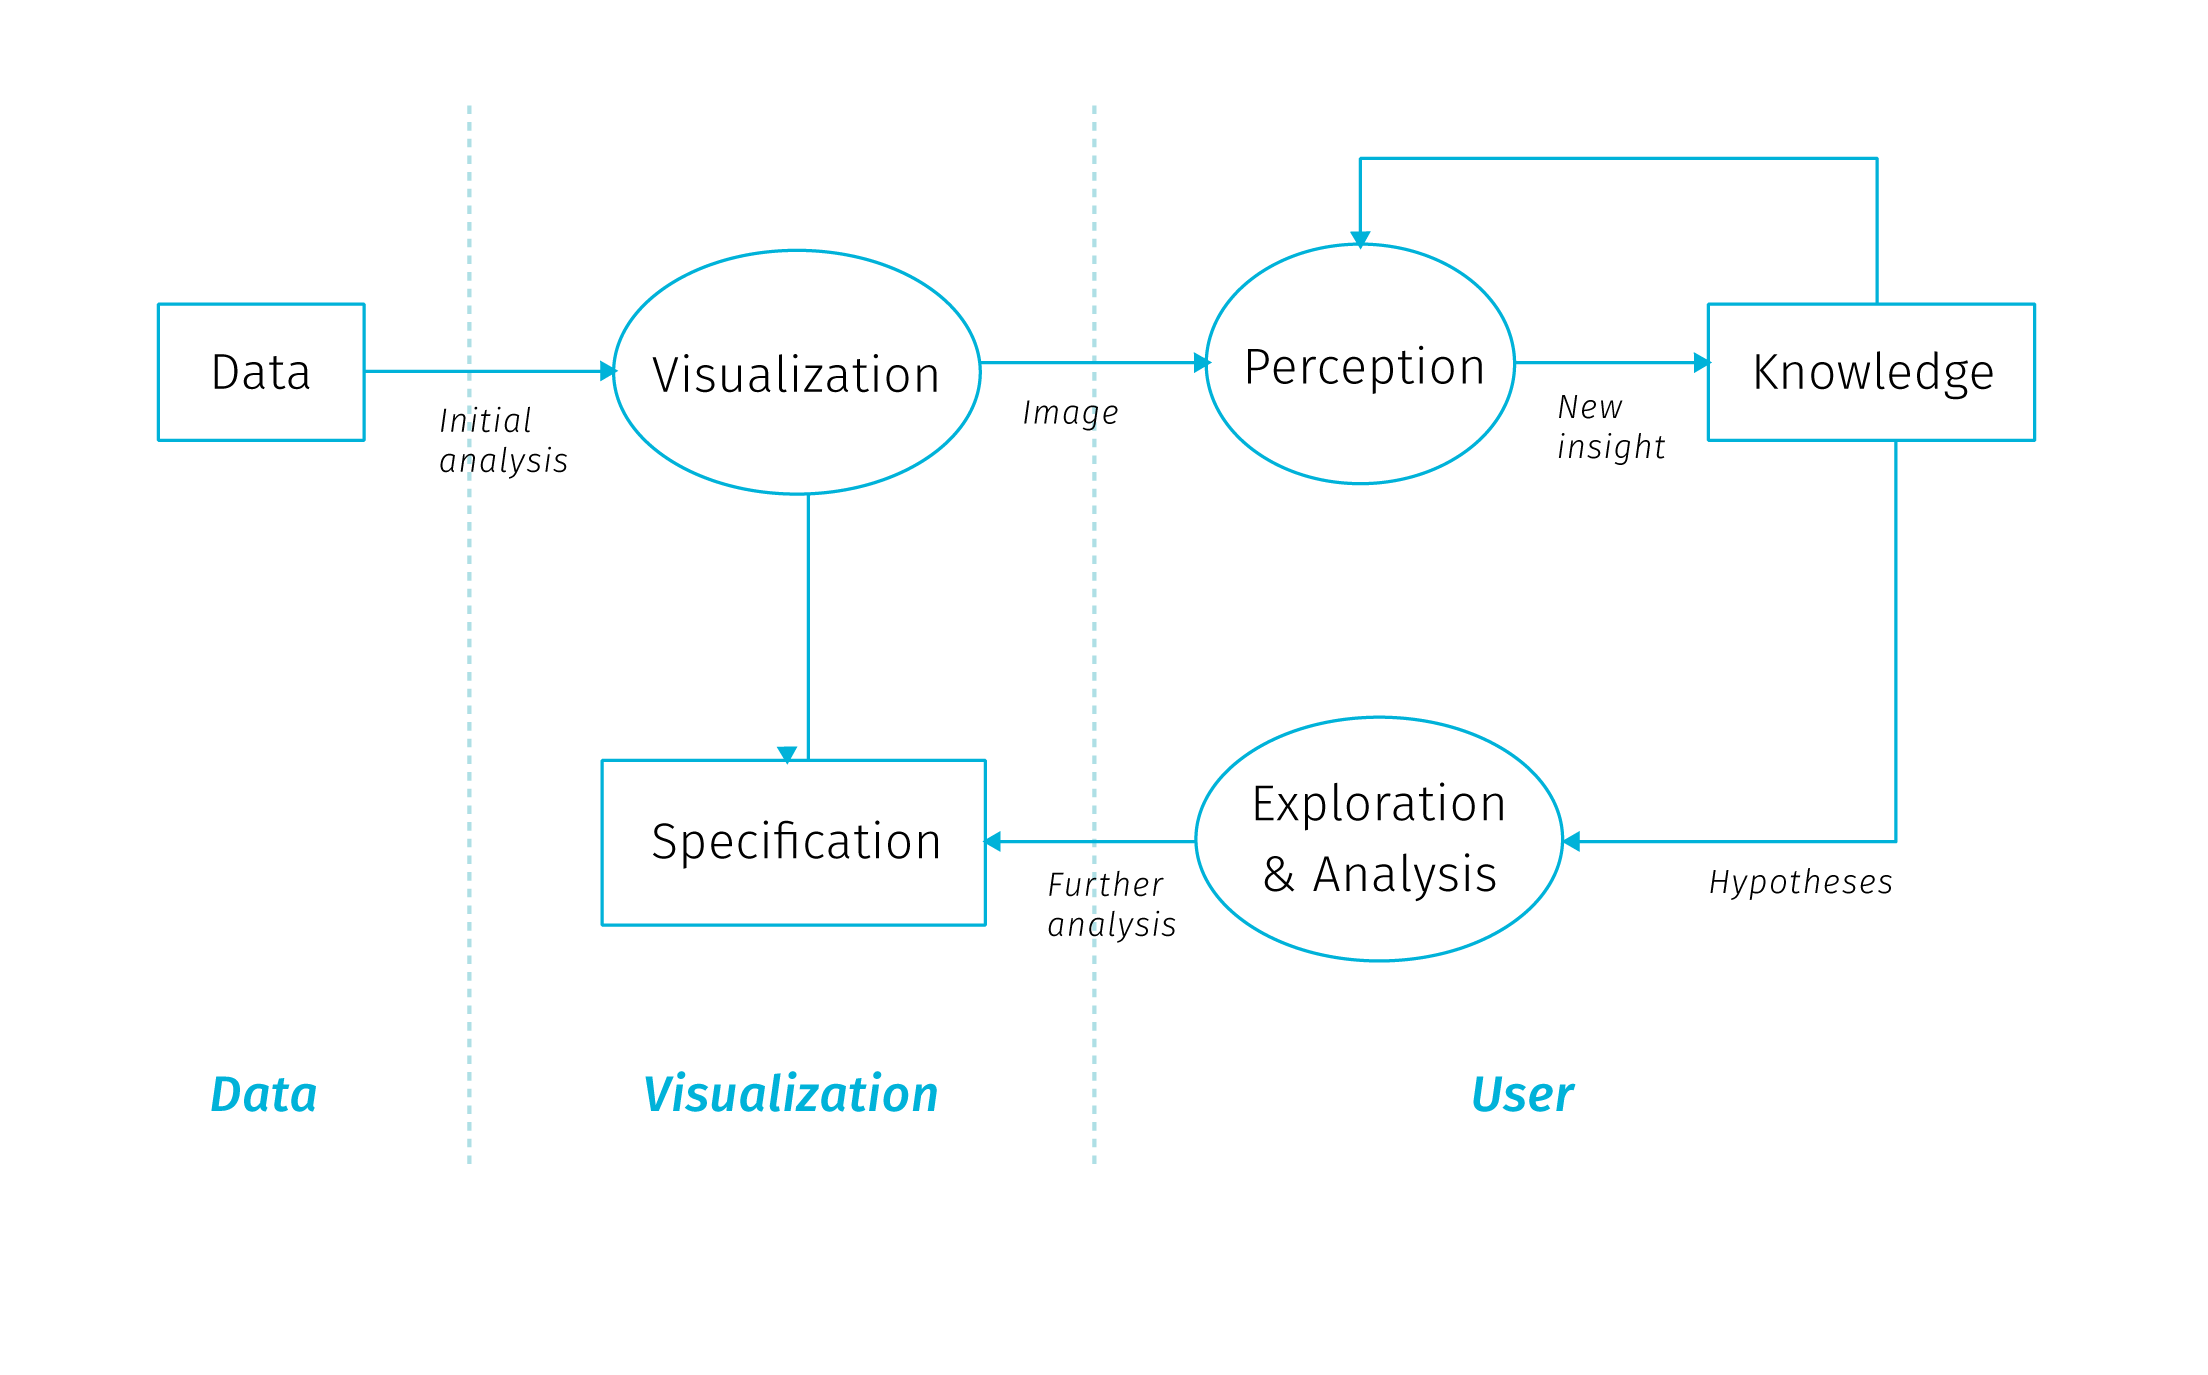 Data
Initial
analysis
Visualization
Image
Perception
New
insight
Knowledge
Specification
Further
analysis
Exploration
& Analysis
Hypotheses
Data
Visualization
User